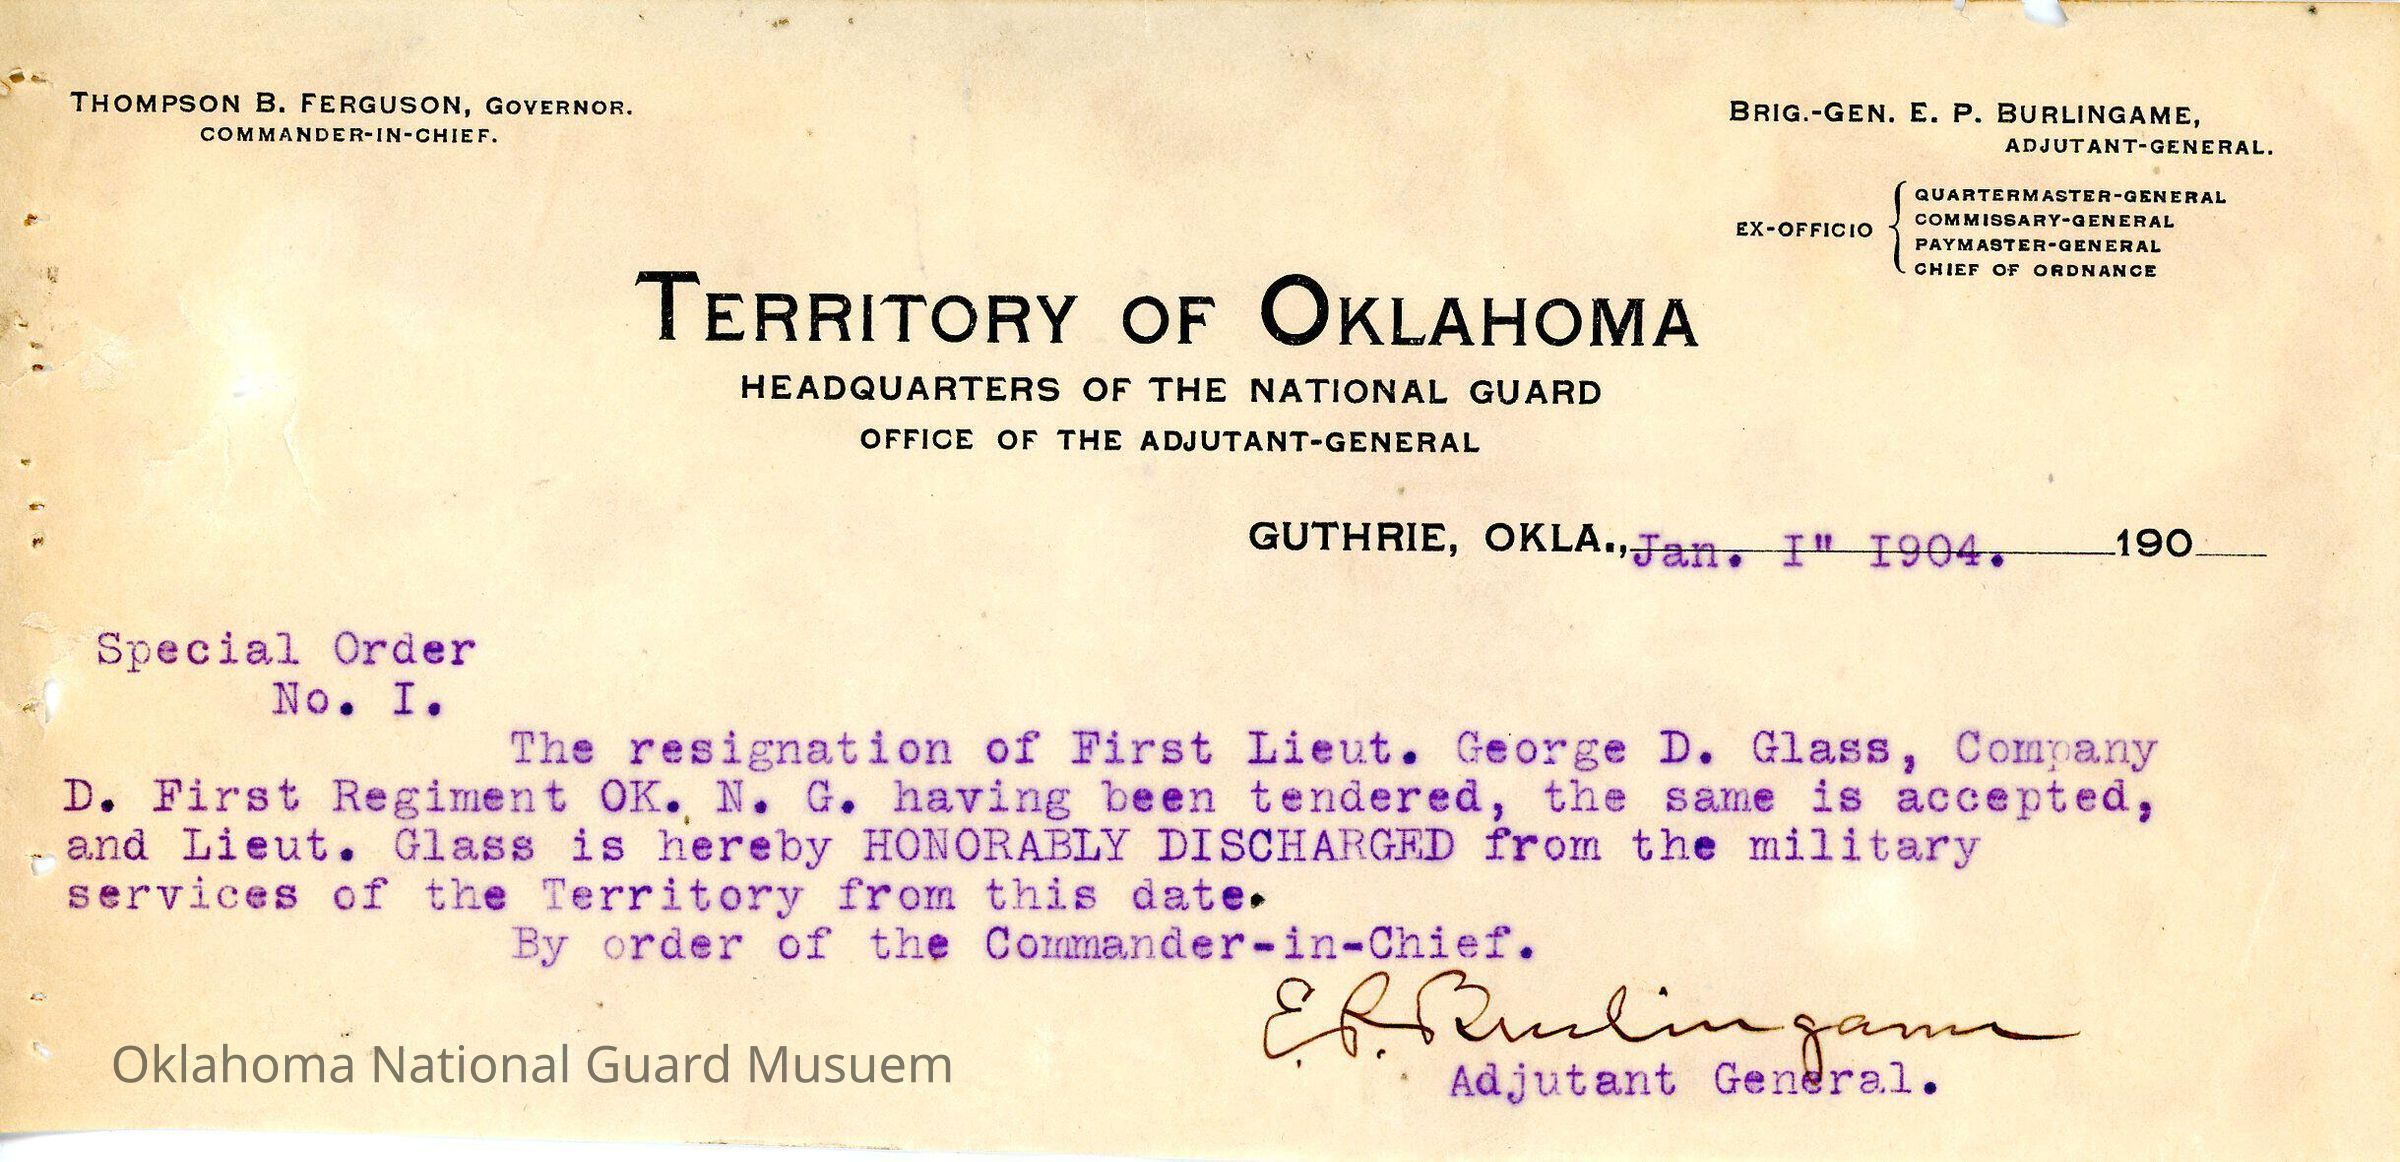 THOMPSON B. FERGUSON, GOVERNOR.
COMMANDER-IN-CHIEF.
BRIG.-GEN. E. P. BURLINGAME,
ADJUTANT-GENERAL.
EX-OFFICIO
QUARTERMASTER-GENERAL
COMMISSARY-GENERAL
PAYMASTER-GENERAL
CHIEF OF ORDNANCE
TERRITORY OF OKLAHOMA
HEADQUARTERS OF THE NATIONAL GUARD
OFFICE OF THE ADJUTANT-GENERAL
GUTHRIE, OKLA., Jan. I" I904. 190
Special Order
No. I.
The resignation of First Lieut. George D. Glass, Company
D. First Regiment OK. N. G. having been tendered, the same is accepted,
and Lieut. Glass is hereby HONORABLY DISCHARGED from the military
services of the Territory from this date.
By order of the Commander-in-Chief.
E. P. Burlingame
Adjutant General.
Oklahoma National Guard Musuem